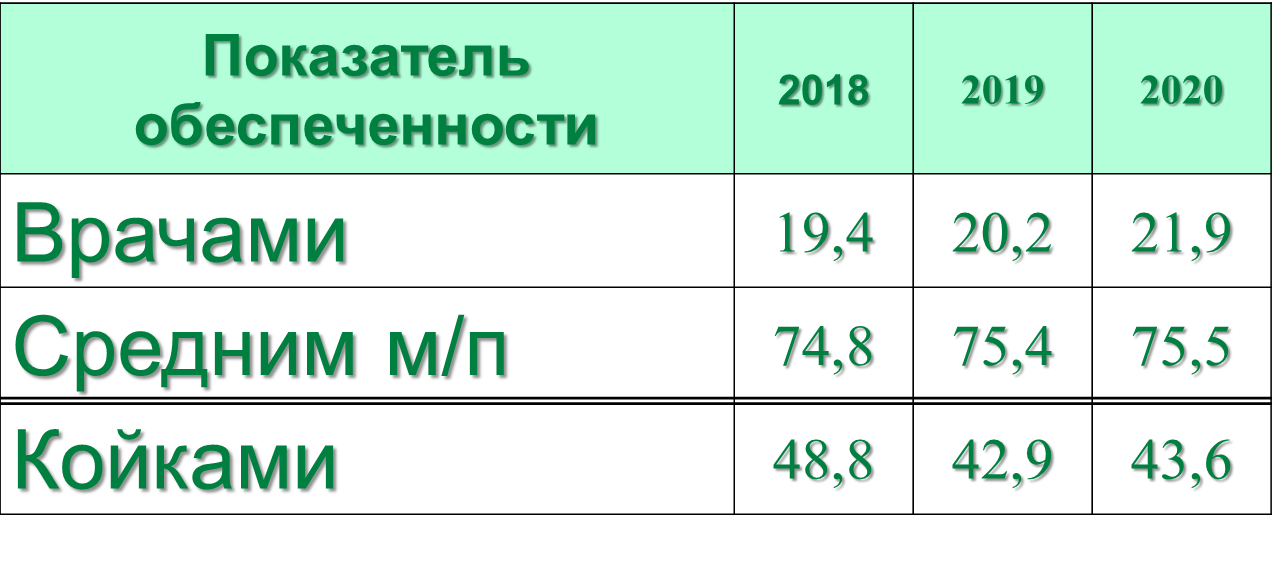 Показатель
обеспеченности
2018 2019 2020
Врачами 19,4 20,2 21,9
Средним м/п 74,8 75,4 75,5
Койками 48,8 42,9 43,6